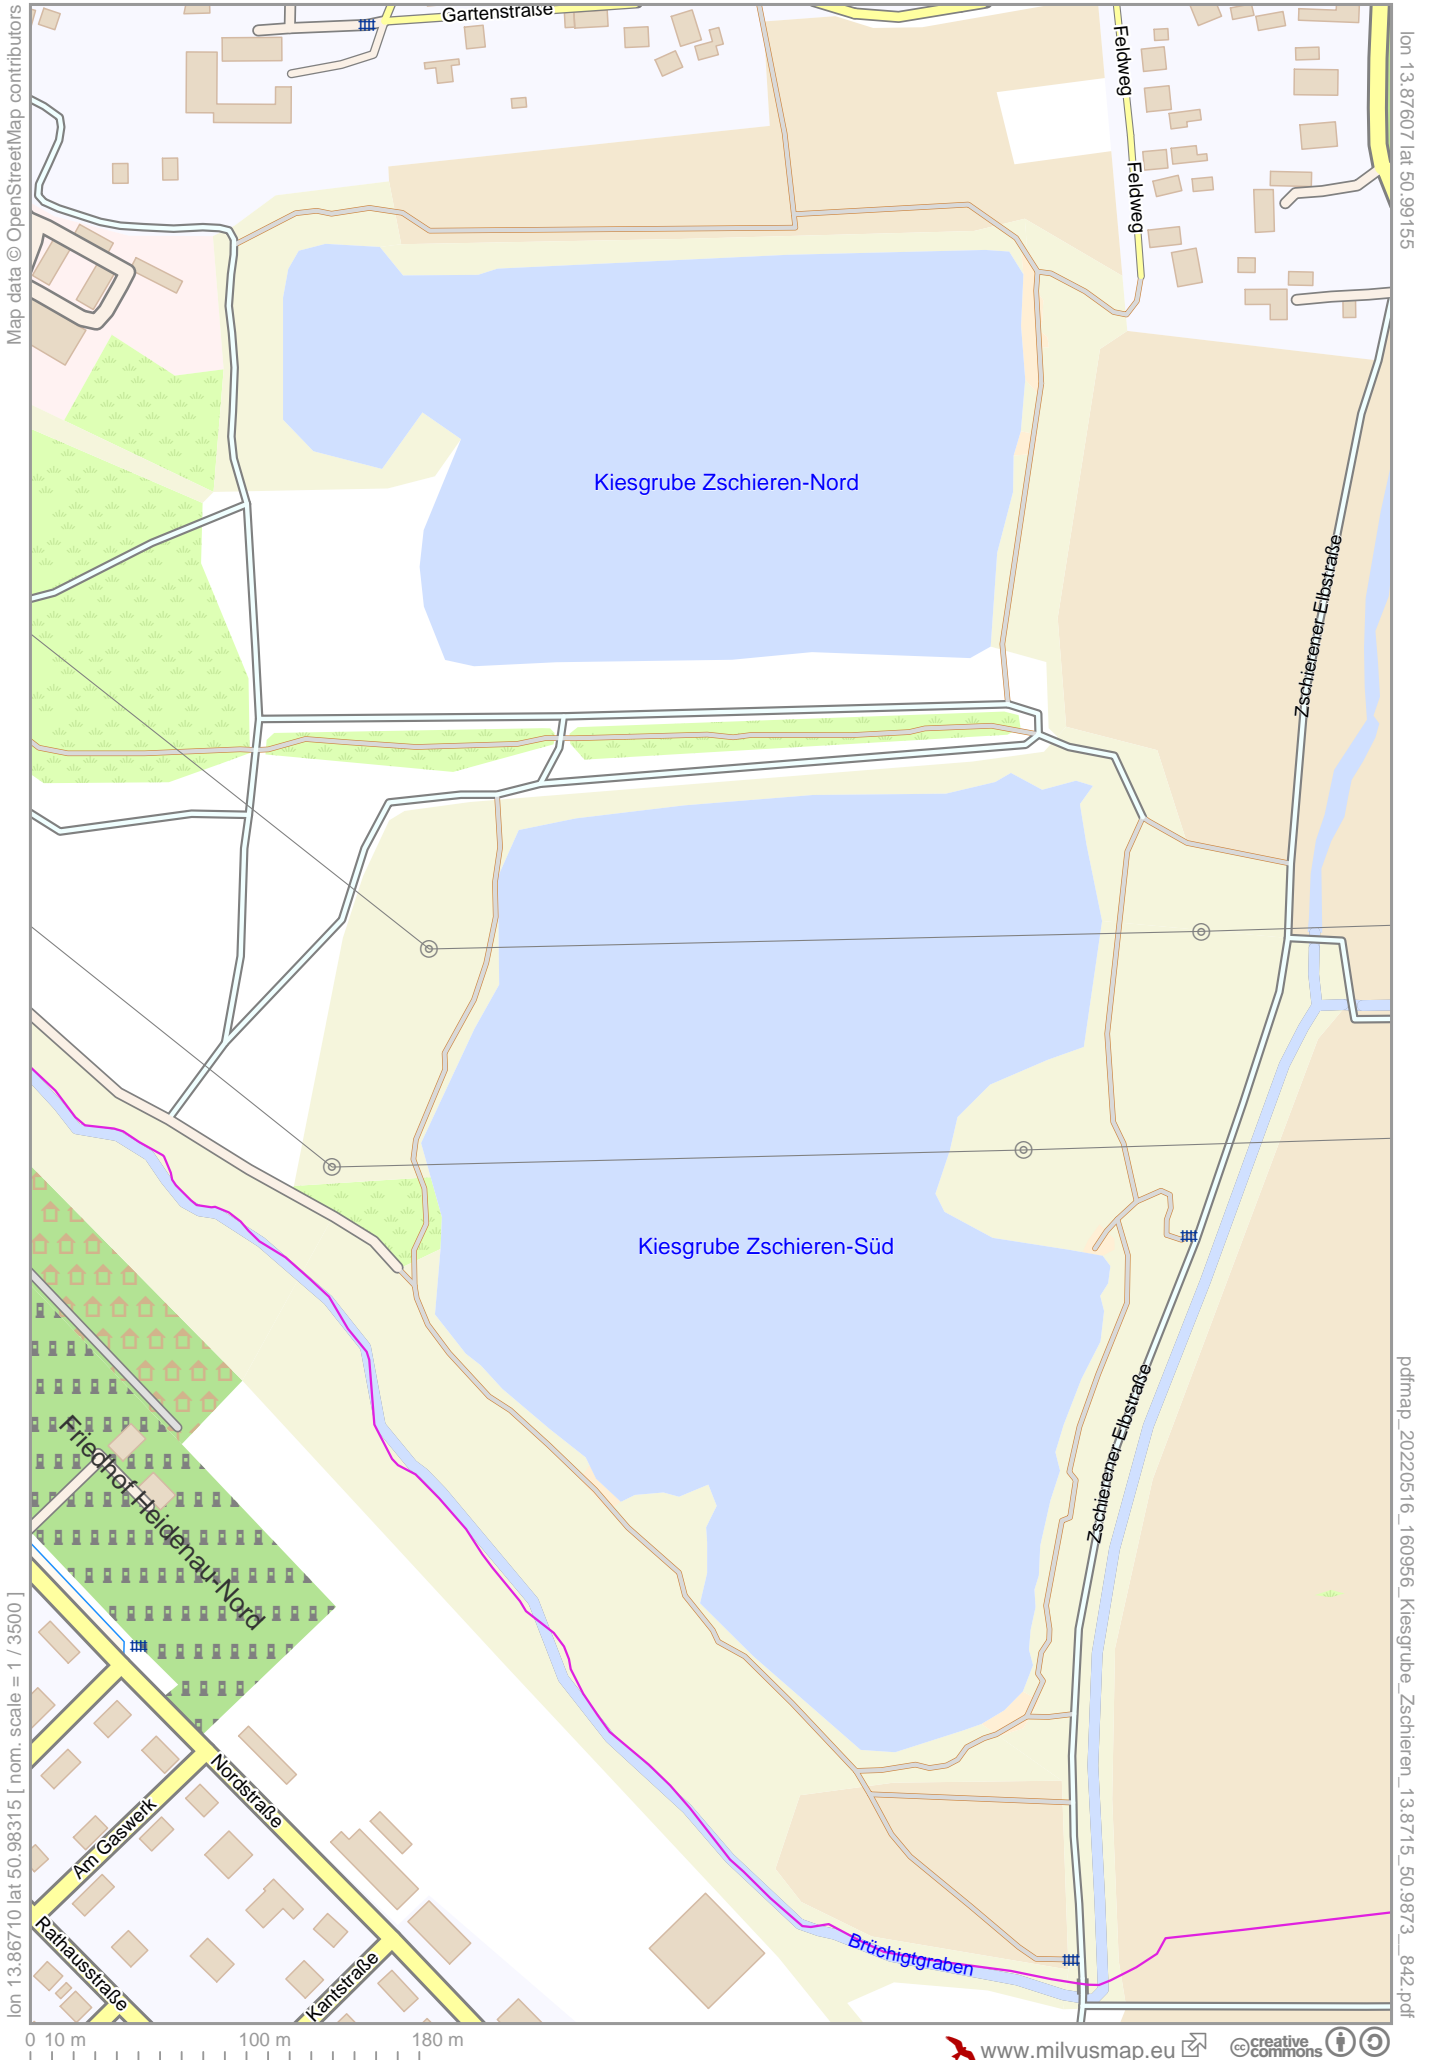 Gartenstraße
Feldweg
Feldweg
Map data © OpenStreetMap contributors
lon 13.87607 lat 50.99155
Kiesgrube Zschieren-Nord
Zschierener Elbstraße
Kiesgrube Zschieren-Süd
Zschierener Elbstraße
Friedhof Heidenau-Nord
Nordstraße
Am Gaswerk
Rathausstraße
Kantstraße
Brüchigtgraben
lon 13.86710 lat 50.98315 [ nom. scale = 1 / 3500 ]
pdfmap_20220516_160956_Kiesgrube_Zschieren_13.8715_50.9873__842.pdf
0 10 m 100 m 180 m
www.milvusmap.eu
cc creative commons